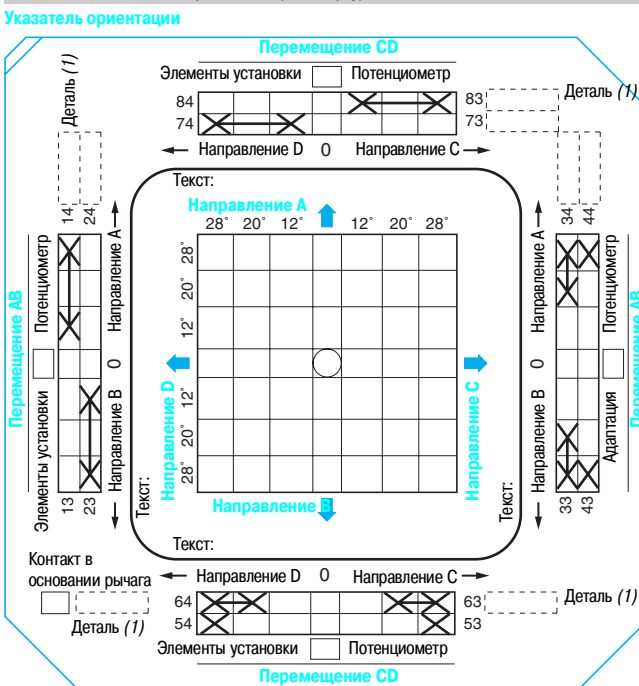 Указатель ориентации
Перемещение CD
Элементы установки Потенциометр
84 83 Деталь (1)
74 73
Направление D 0 Направление C
Деталь (1)
14 24
34 44
Текст:
Направление A
28° 20° 12° 12° 20° 28°
28°
20°
12°
12°
20°
28°
Перемещение AB
Элементы установки Потенциометр
13 23
Направление B 0 Направление A
Текст:
Направление D
Направление C
Направление B
Текст:
Текст:
Направление B 0 Направление A
33 43
Адаптация Потенциометр
Перемещение AB
Контакт в
основании рычага
Деталь (1)
Направление D 0 Направление C
64 63 Деталь (1)
54 53
Элементы установки Потенциометр
Перемещение CD